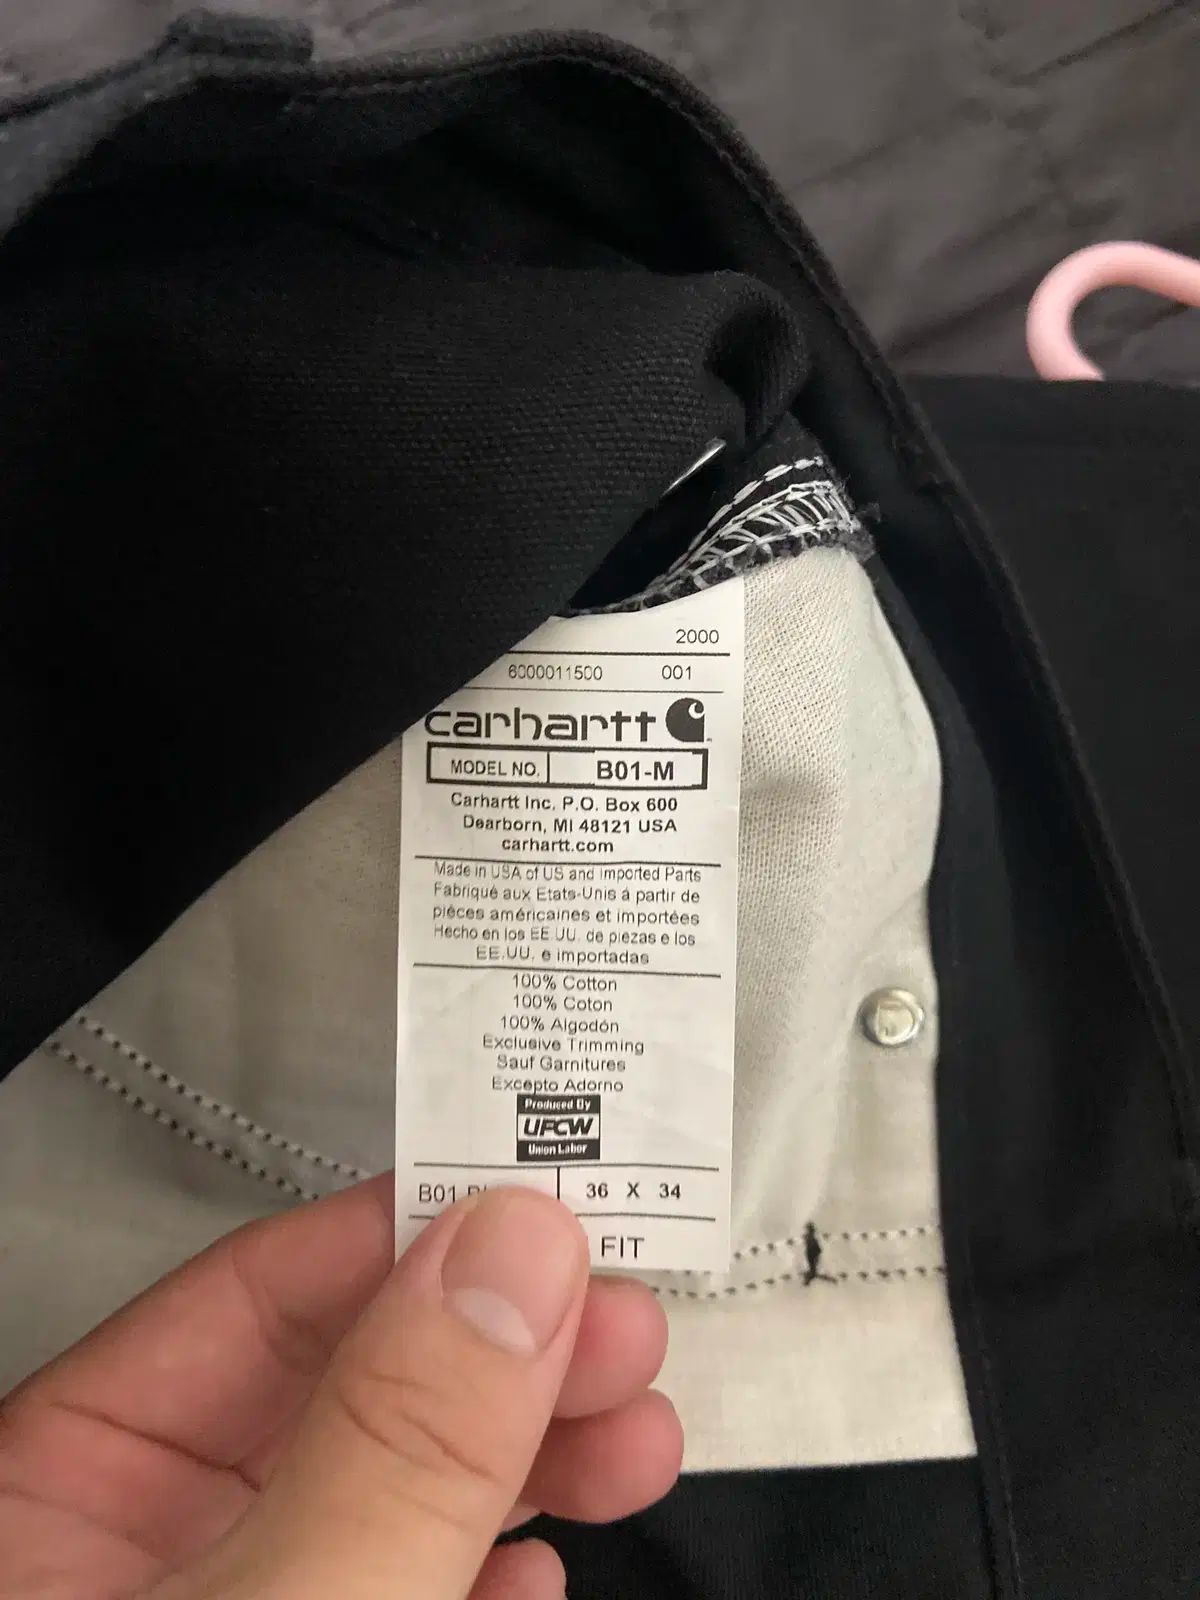 2000
6000011500 001
carhartt
MODEL NO. B01-M
Carhartt Inc. P.O. Box 600
Dearborn, MI 48121 USA
carhartt.com
Made in USA of US and Imported Parts
Fabriqué aux Etats-Unis á partir de
piéces américaines et importées
Hecho en los EE.UU. de piezas e los
EE.UU. e importadas
100% Cotton
100% Coton
100% Algodón
Exclusive Trimming
Sauf Garnitures
Excepto Adorno
Produced By
UFCW
Union Labor
B01 36 X 34
FIT